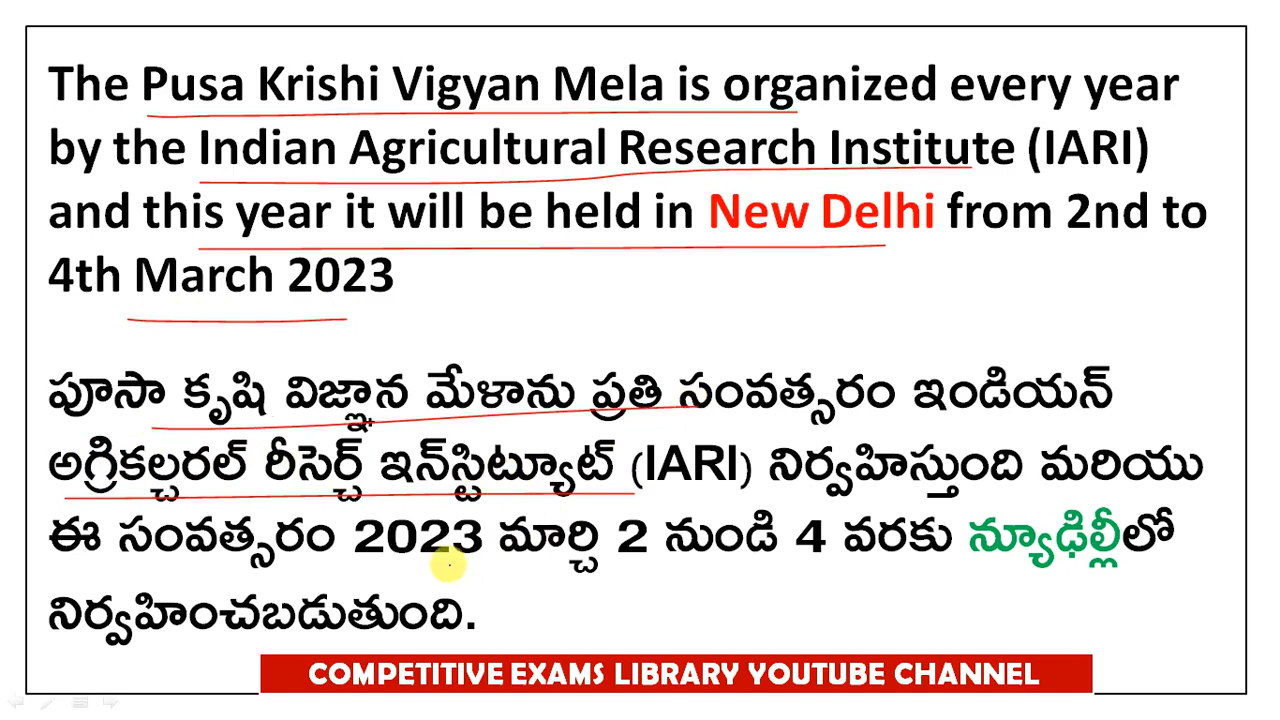 The Pusa Krishi Vigyan Mela is organized every year
by the Indian Agricultural Research Institute (IARI)
and this year it will be held in New Delhi from 2nd to
4th March 2023
పూసా కృషి విజ్ఞాన మేళాను ప్రతి సంవత్సరం ఇండియన్
అగ్రికల్చరల్ రీసెర్చ్ ఇన్‌స్టిట్యూట్ (IARI) నిర్వహిస్తుంది మరియు
ఈ సంవత్సరం 2023 మార్చి 2 నుండి 4 వరకు న్యూఢిల్లీలో
నిర్వహించబడుతుంది.
COMPETITIVE EXAMS LIBRARY YOUTUBE CHANNEL